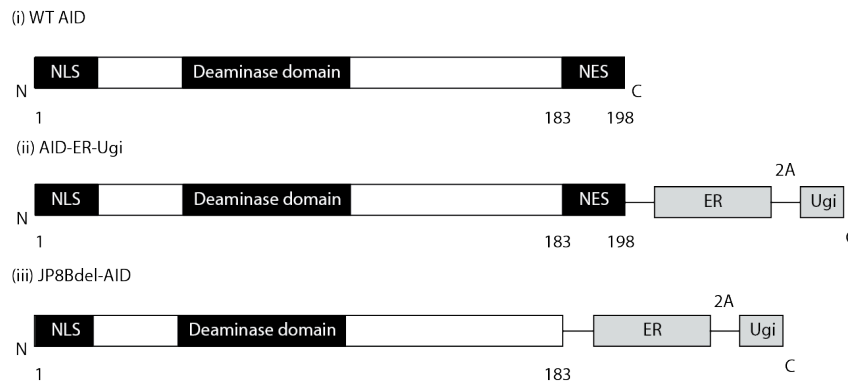 (i) WT AID
NLS Deaminase domain NES
N C
1 183 198
(ii) AID-ER-Ugi
2A
NLS Deaminase domain NES ER Ugi
N
1 183 198
(iii) JP8Bdel-AID
2A
NLS Deaminase domain ER Ugi
N C
1 183